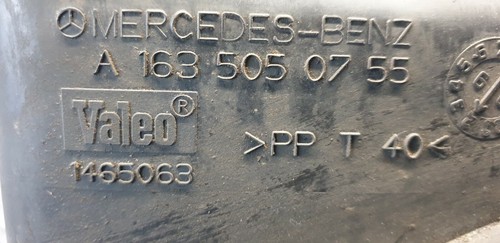 MERCEDES-BENZ
A 163 505 07 55
Valeo®
1465063
>PP T 40<